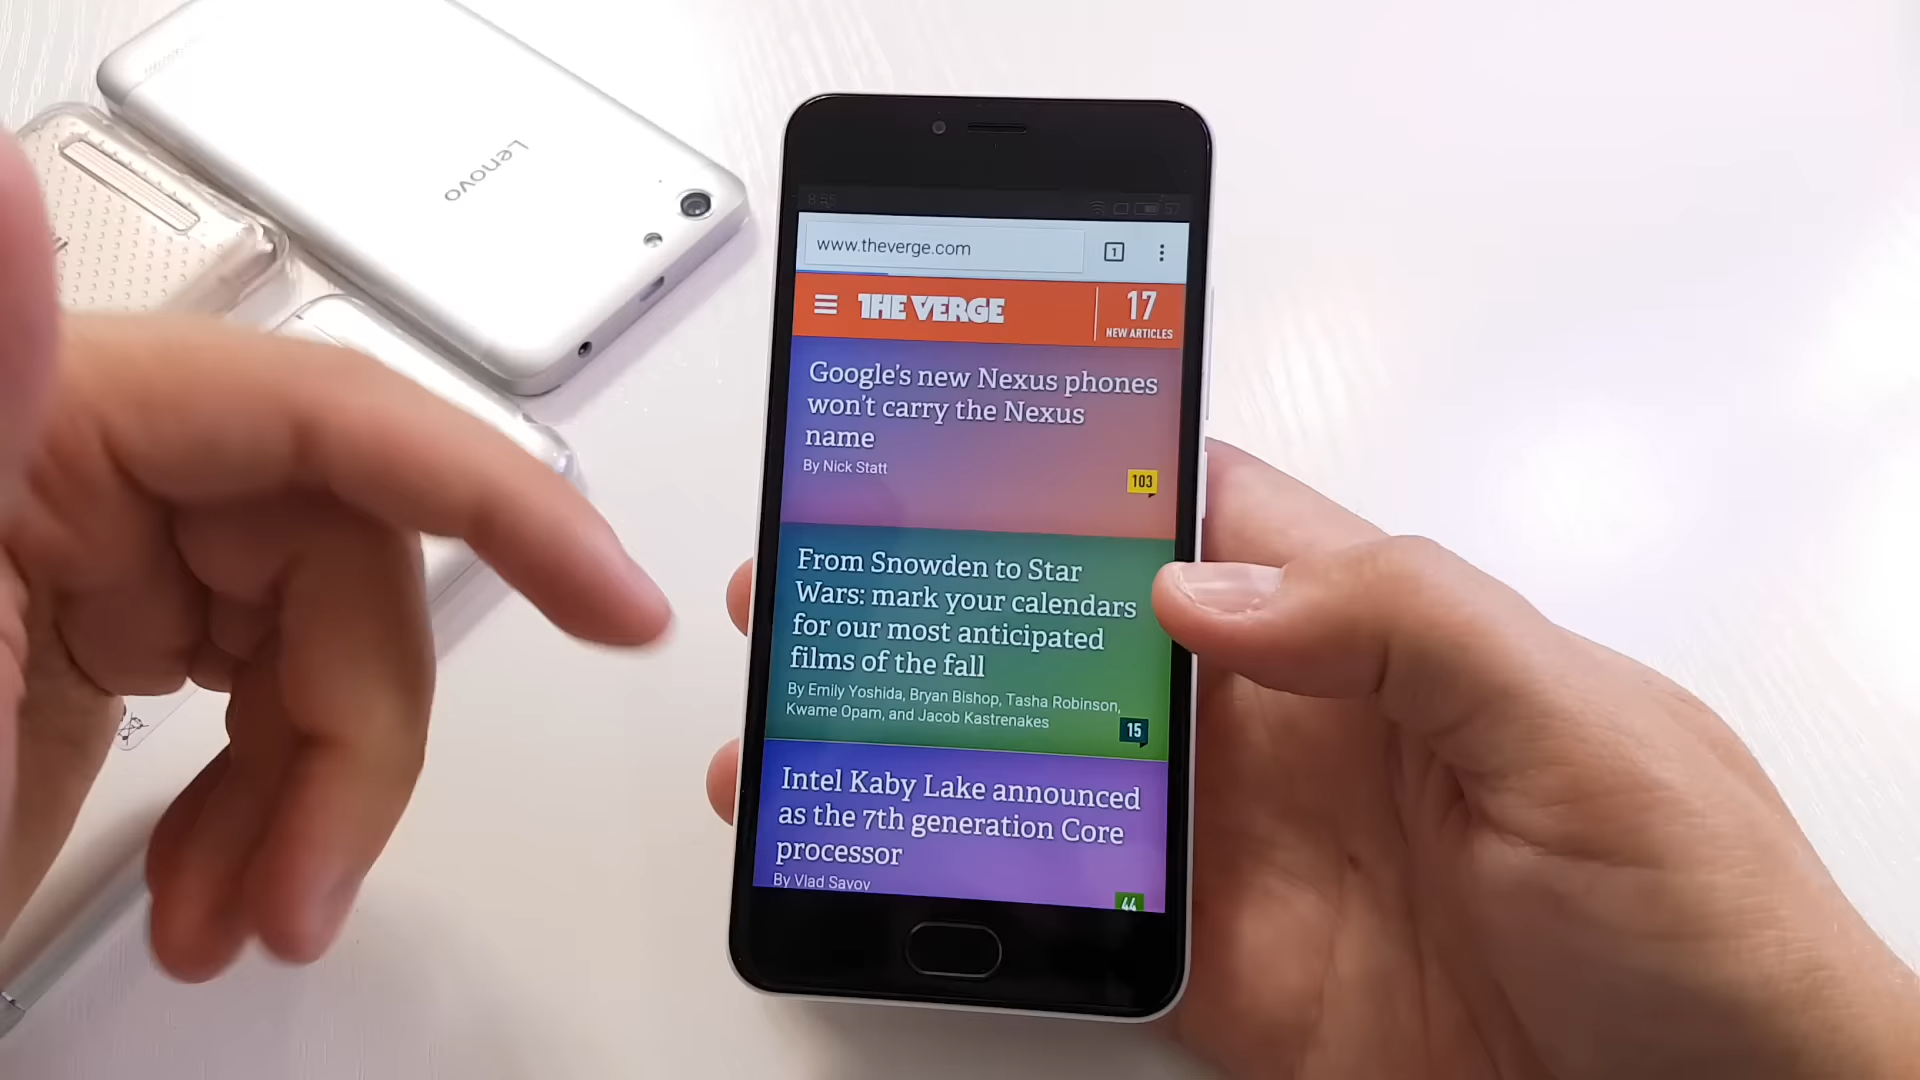 Lenovo
8:55
57
www.theverge.com
1
THE VERGE
17
NEW ARTICLES
Google's new Nexus phones
won't carry the Nexus
name
By Nick Statt
103
From Snowden to Star
Wars: mark your calendars
for our most anticipated
films of the fall
By Emily Yoshida, Bryan Bishop, Tasha Robinson,
Kwame Opam, and Jacob Kastrenakes
15
Intel Kaby Lake announced
as the 7th generation Core
processor
By Vlad Savov
44